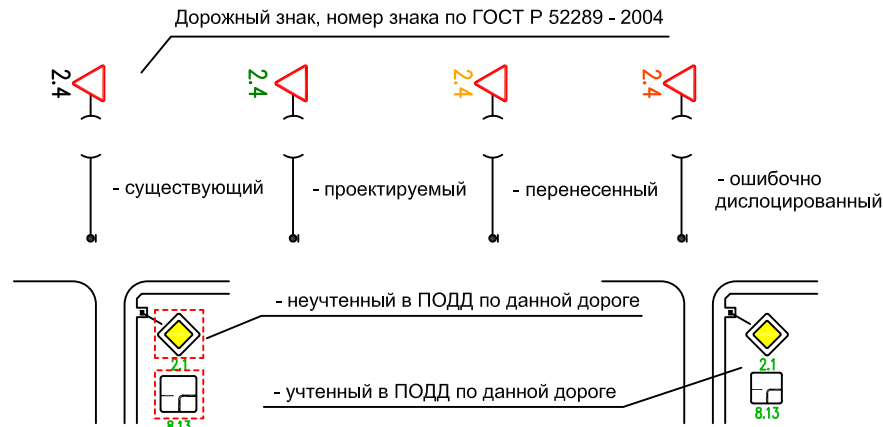 Дорожный знак, номер знака по ГОСТ Р 52289 - 2004
2.4
2.4
2.4
2.4
- существующий
- проектируемый
- перенесенный
- ошибочно
дислоцированный
- неучтенный в ПОДД по данной дороге
2.1
2.1
- учтенный в ПОДД по данной дороге
8.13
8.13